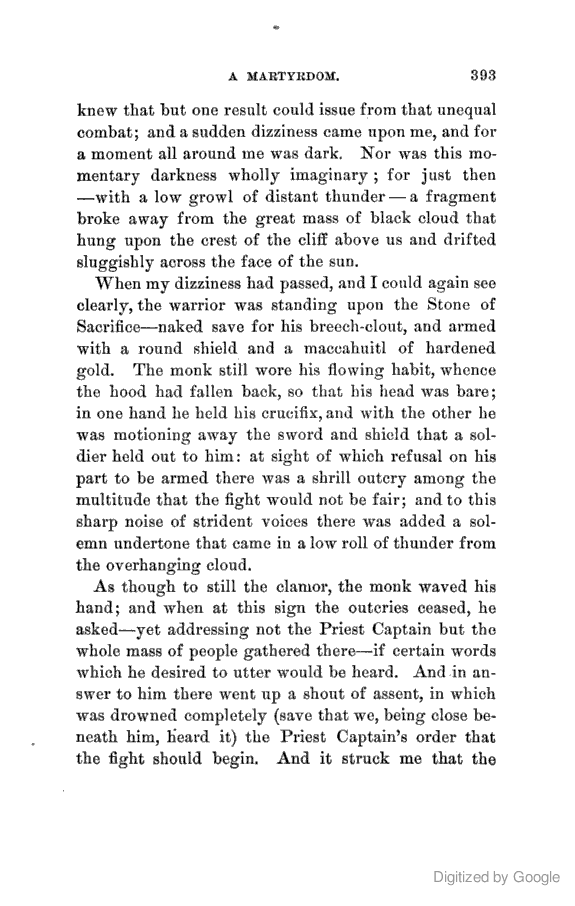 A MARTYRDOM. 393
knew that but one result could issue from that unequal
combat; and a sudden dizziness came upon me, and for
a moment all around me was dark. Nor was this mo-
mentary darkness wholly imaginary; for just then
—with a low growl of distant thunder—a fragment
broke away from the great mass of black cloud that
hung upon the crest of the cliff above us and drifted
sluggishly across the face of the sun.
When my dizziness had passed, and I could again see
clearly, the warrior was standing upon the Stone of
Sacrifice—naked save for his breech-clout, and armed
with a round shield and a maccahuitl of hardened
gold. The monk still wore his flowing habit, whence
the hood had fallen back, so that his head was bare;
in one hand he held his crucifix, and with the other he
was motioning away the sword and shield that a sol-
dier held out to him: at sight of which refusal on his
part to be armed there was a shrill outcry among the
multitude that the fight would not be fair; and to this
sharp noise of strident voices there was added a sol-
emn undertone that came in a low roll of thunder from
the overhanging cloud.
As though to still the clamor, the monk waved his
hand; and when at this sign the outcries ceased, he
asked—yet addressing not the Priest Captain but the
whole mass of people gathered there—if certain words
which he desired to utter would be heard. And in an-
swer to him there went up a shout of assent, in which
was drowned completely (save that we, being close be-
neath him, heard it) the Priest Captain's order that
the fight should begin. And it struck me that the
Digitized by Google